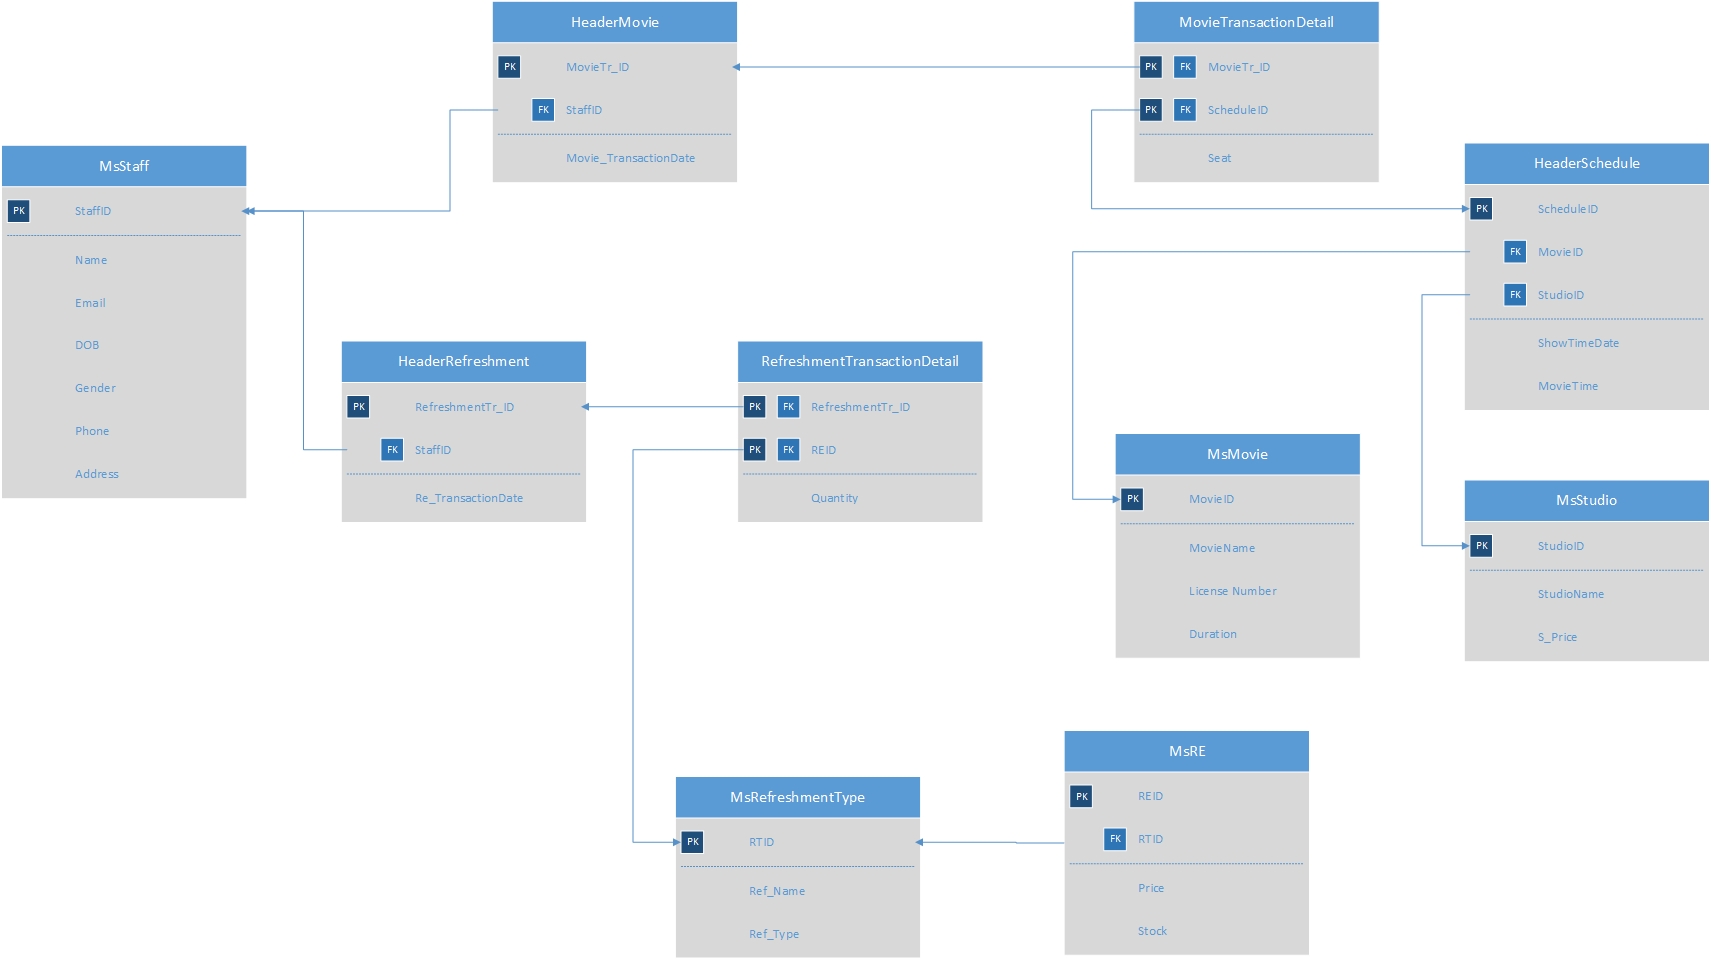 HeaderMovie
PK MovieTr_ID
FK StaffID
Movie_TransactionDate
MovieTransactionDetail
PK FK MovieTr_ID
PK FK ScheduleID
Seat
MsStaff
PK StaffID
Name
Email
DOB
Gender
Phone
Address
HeaderSchedule
PK ScheduleID
FK MovieID
FK StudioID
ShowTimeDate
MovieTime
HeaderRefreshment
PK RefreshmentTr_ID
FK StaffID
Re_TransactionDate
RefreshmentTransactionDetail
PK FK RefreshmentTr_ID
PK FK REID
Quantity
MsMovie
PK MovieID
MovieName
License Number
Duration
MsStudio
PK StudioID
StudioName
S_Price
MsRefreshmentType
PK RTID
Ref_Name
Ref_Type
MsRE
PK REID
FK RTID
Price
Stock